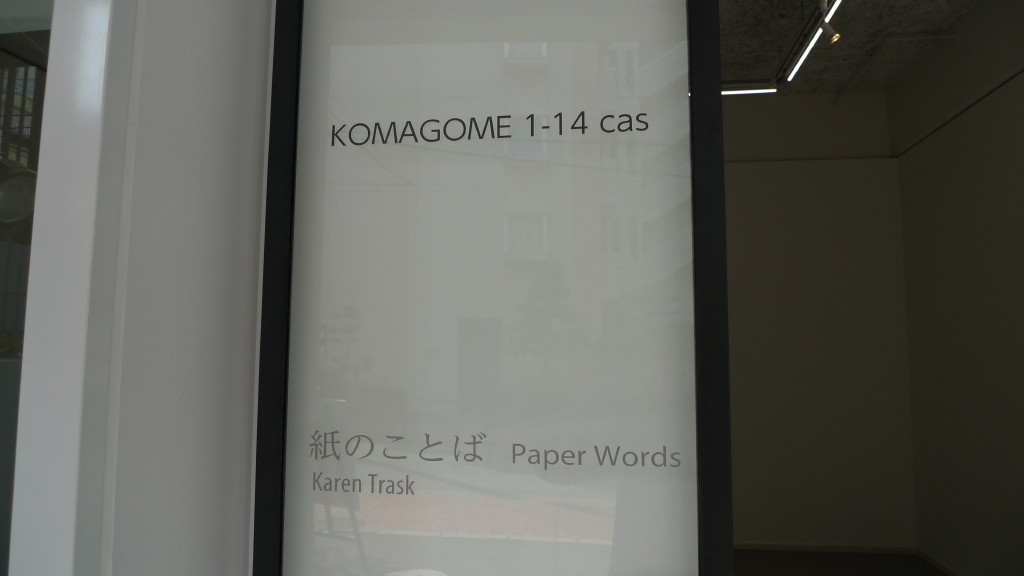 KOMAGOME 1-14 cas
紙のことば Paper Words
Karen Trask